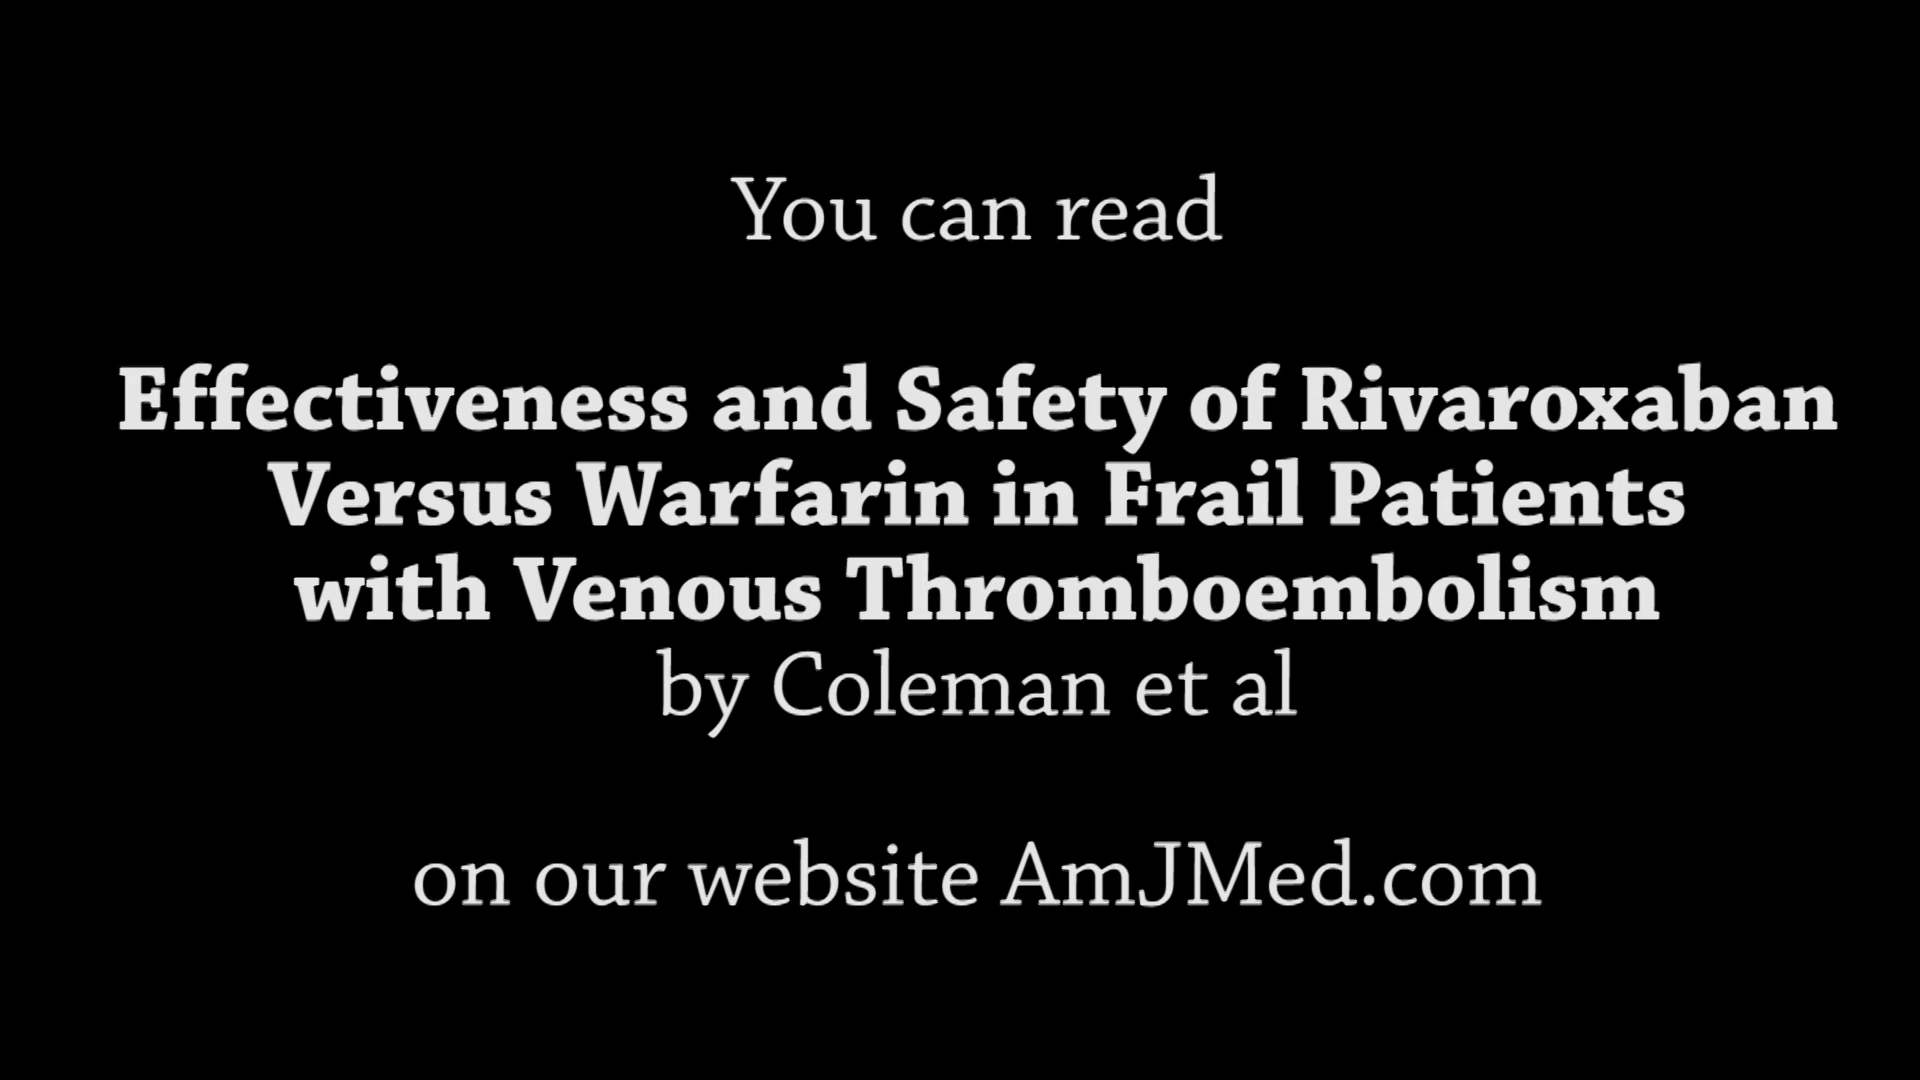 You can read
Effectiveness and Safety of Rivaroxaban
Versus Warfarin in Frail Patients
with Venous Thromboembolism
by Coleman et al
on our website AmJMed.com